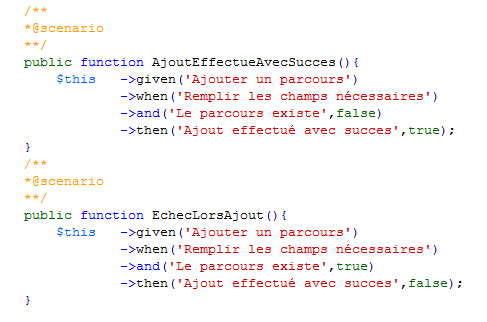 /**
*@scenario
**/
public function AjoutEffectueAvecSucces(){
$this ->given('Ajouter un parcours')
->when('Remplir les champs nécessaires')
->and('Le parcours existe',false)
->then('Ajout effectué avec succes',true);
}
/**
*@scenario
**/
public function EchecLorsAjout(){
$this ->given('Ajouter un parcours')
->when('Remplir les champs nécessaires')
->and('Le parcours existe',true)
->then('Ajout effectué avec succes',false);
}